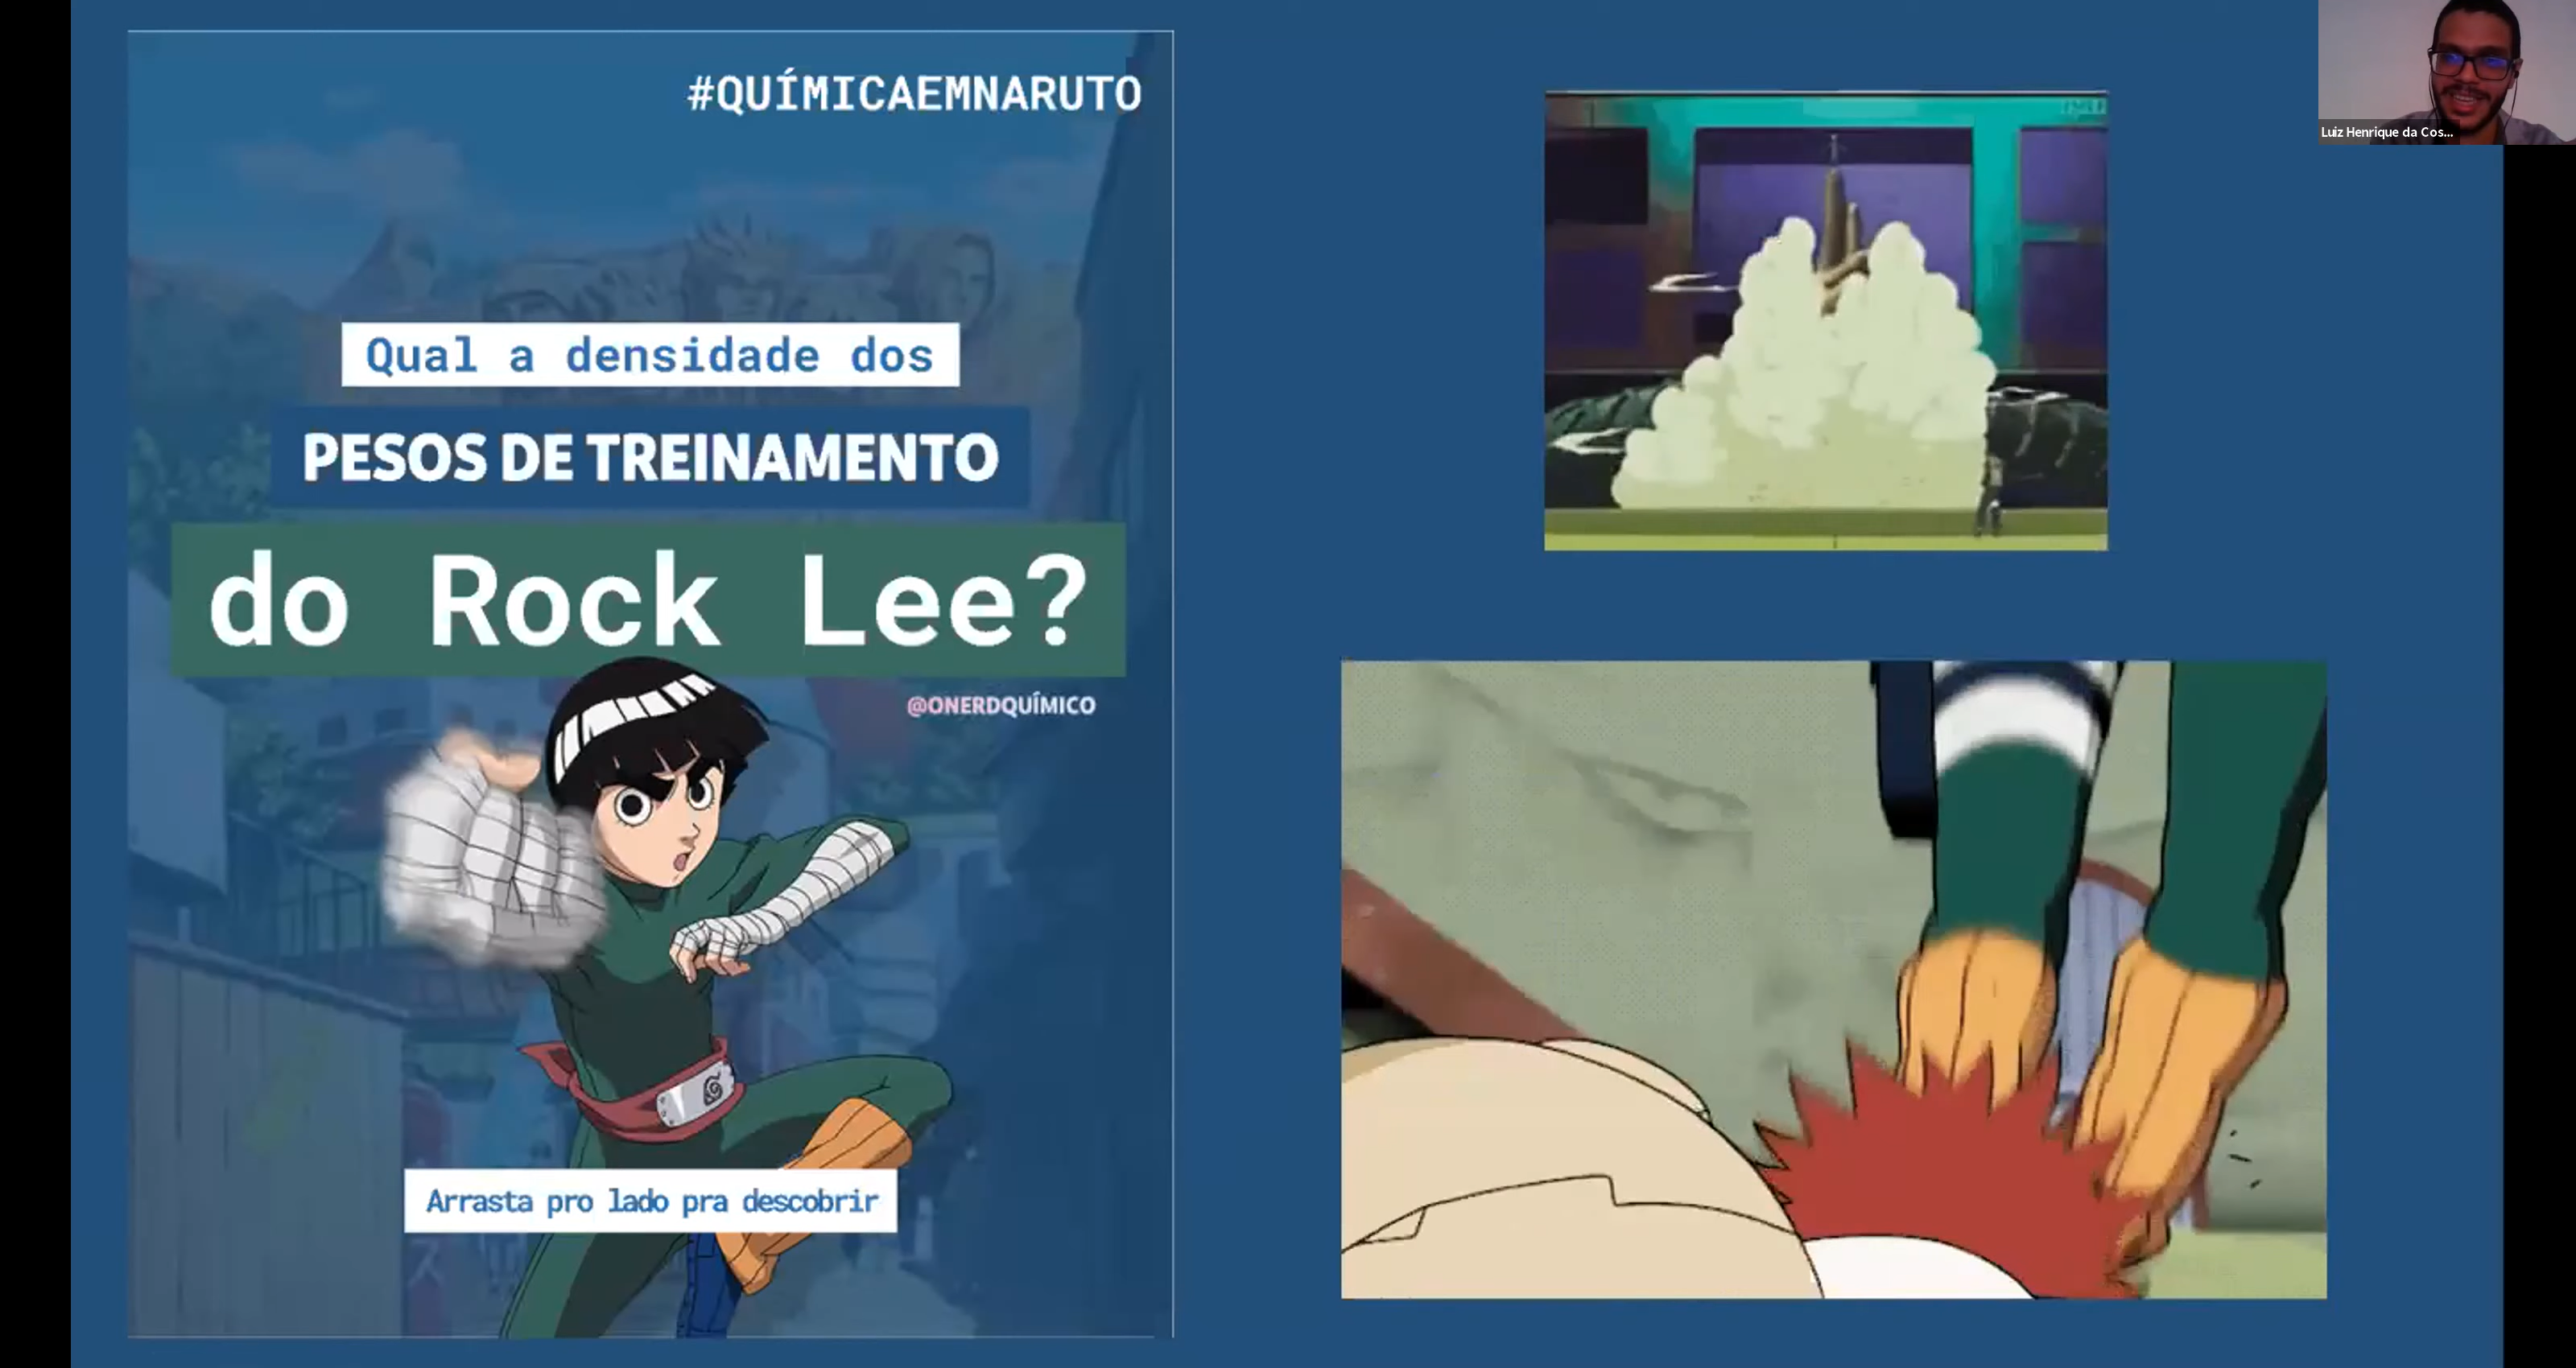 #QUÍMICAEMNARUTO
Luiz Henrique da Cos...
Qual a densidade dos
PESOS DE TREINAMENTO
do Rock Lee?
@ONERDQUÍMICO
Arrasta pro lado pra descobrir